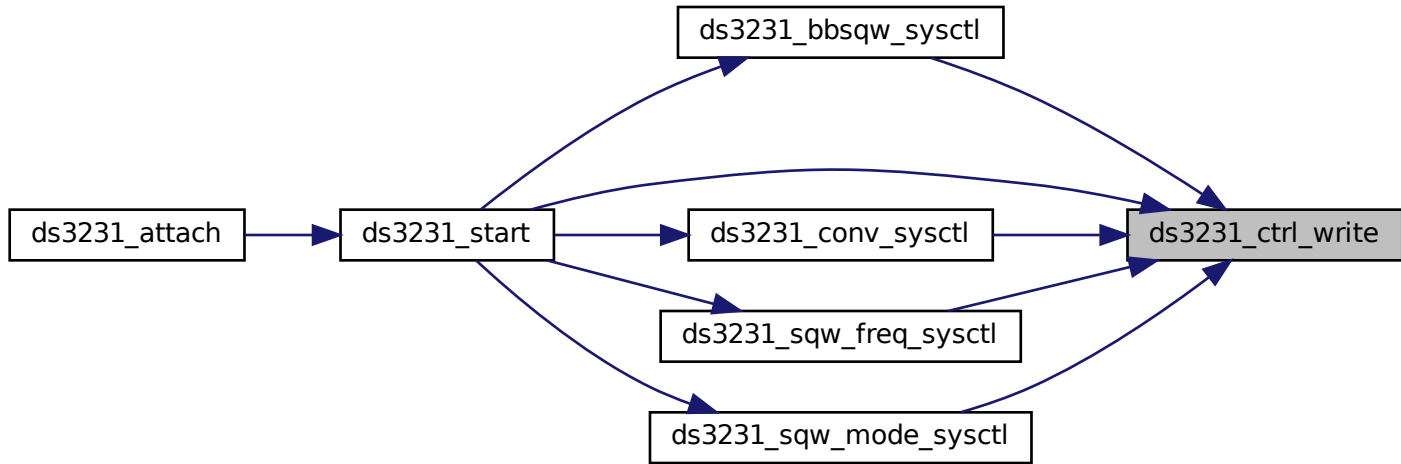 ds3231_bbsqw_sysctl
ds3231_attach
ds3231_start
ds3231_conv_sysctl
ds3231_ctrl_write
ds3231_sqw_freq_sysctl
ds3231_sqw_mode_sysctl